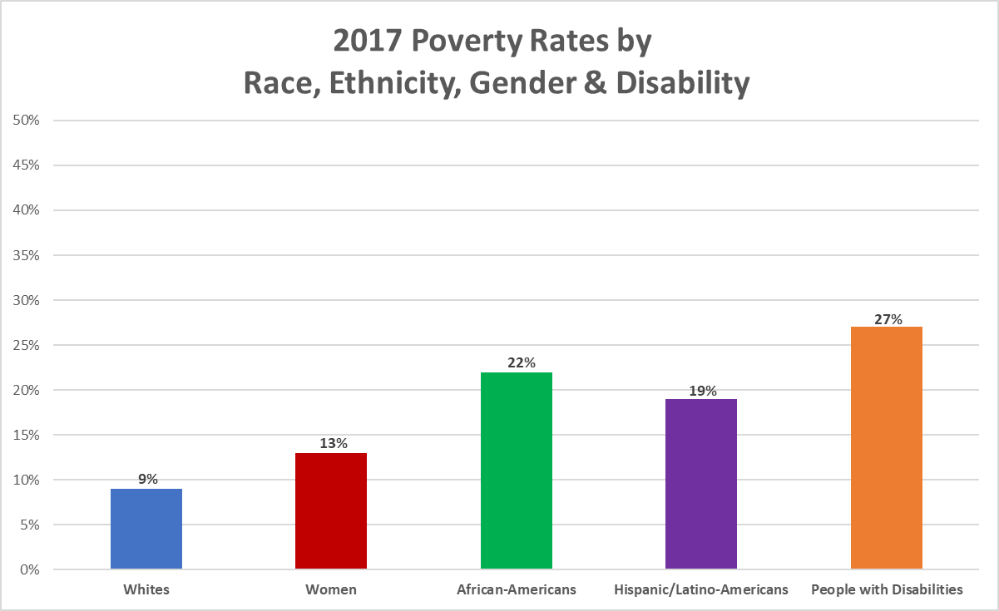 2017 Poverty Rates by
Race, Ethnicity, Gender & Disability
50%
45%
40%
35%
30%
25%
20%
15%
10%
5%
0%
9%
13%
22%
19%
27%
Whites
Women
African-Americans
Hispanic/Latino-Americans
People with Disabilities